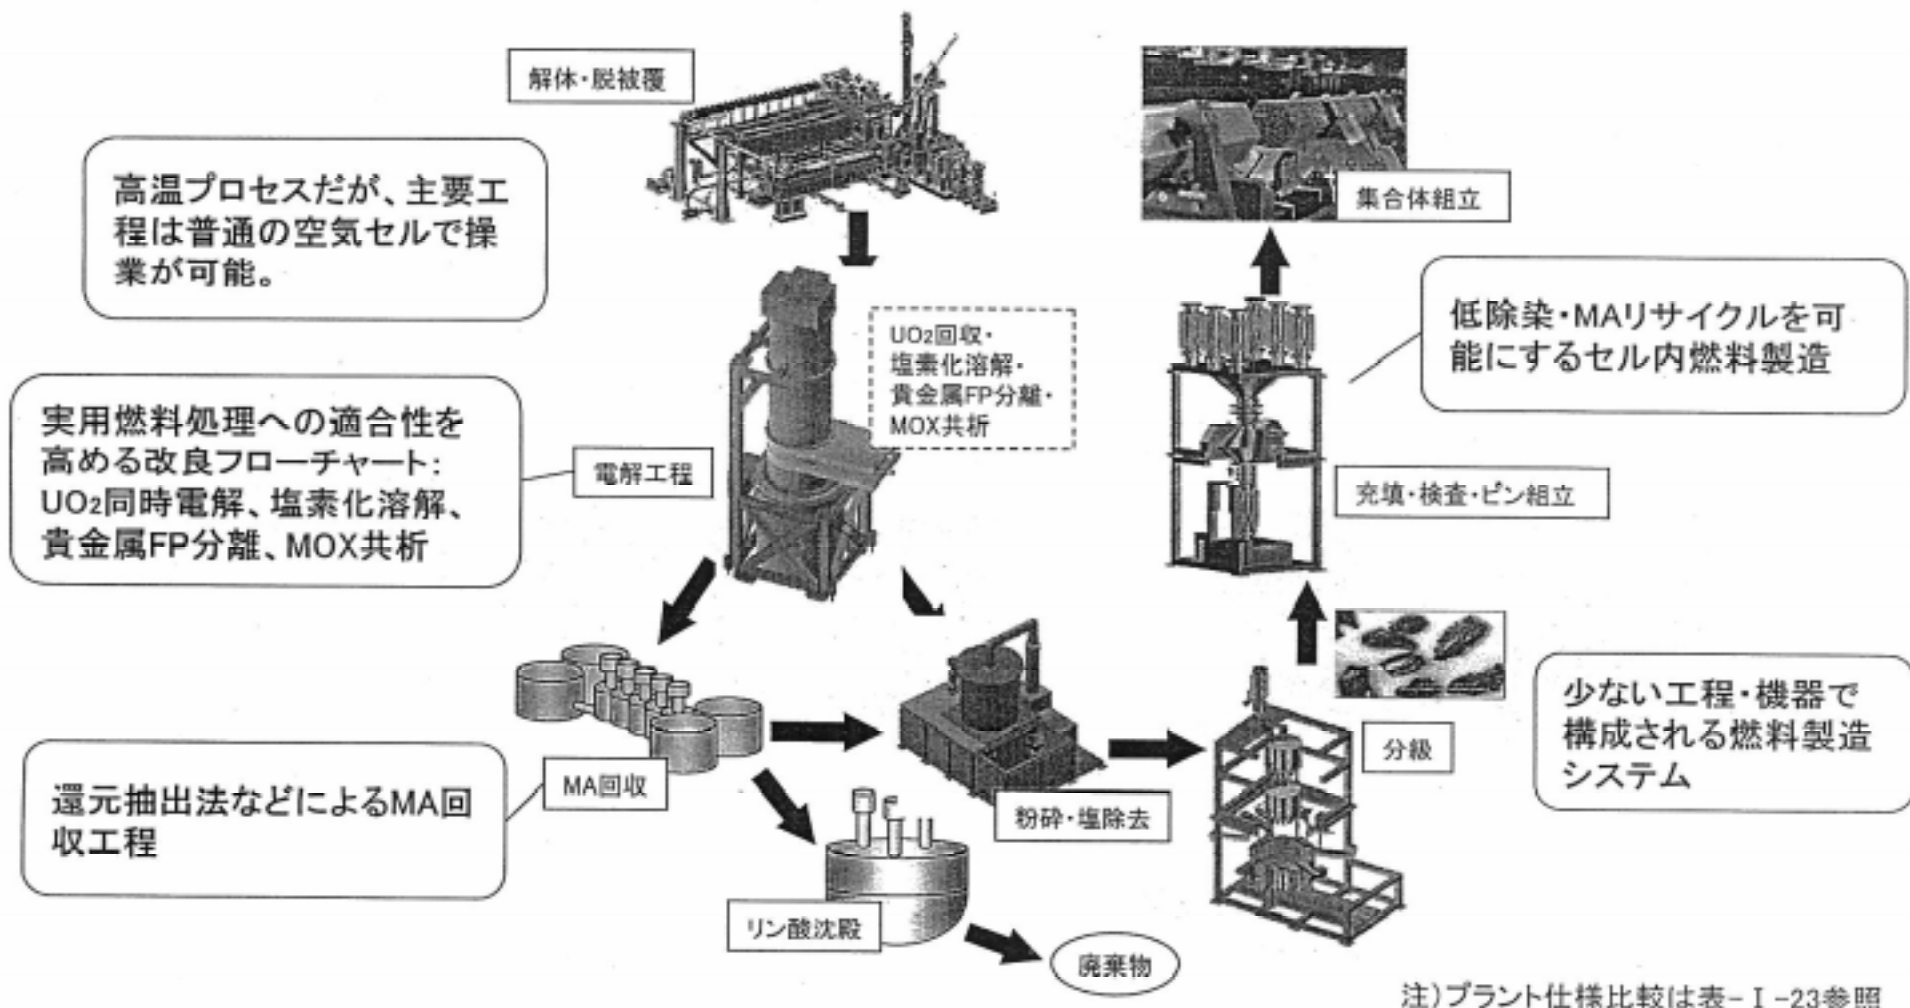 解体・脱被覆
高温プロセスだが、主要工
程は普通の空気セルで操
業が可能。
UO₂回収・
塩素化溶解・
貴金属FP分離・
MOX共析
実用燃料処理への適合性を
高める改良フローチャート：
UO₂同時電解、塩素化溶解、
貴金属FP分離、MOX共析
電解工程
還元抽出法などによるMA回
収工程
MA回収
リン酸沈殿
廃棄物
粉砕・塩除去
分級
少ない工程・機器で
構成される燃料製造
システム
充填・検査・ピン組立
低除染・MAリサイクルを可
能にするセル内燃料製造
集合体組立
注）プラント仕様比較は表-Ⅰ-23参照